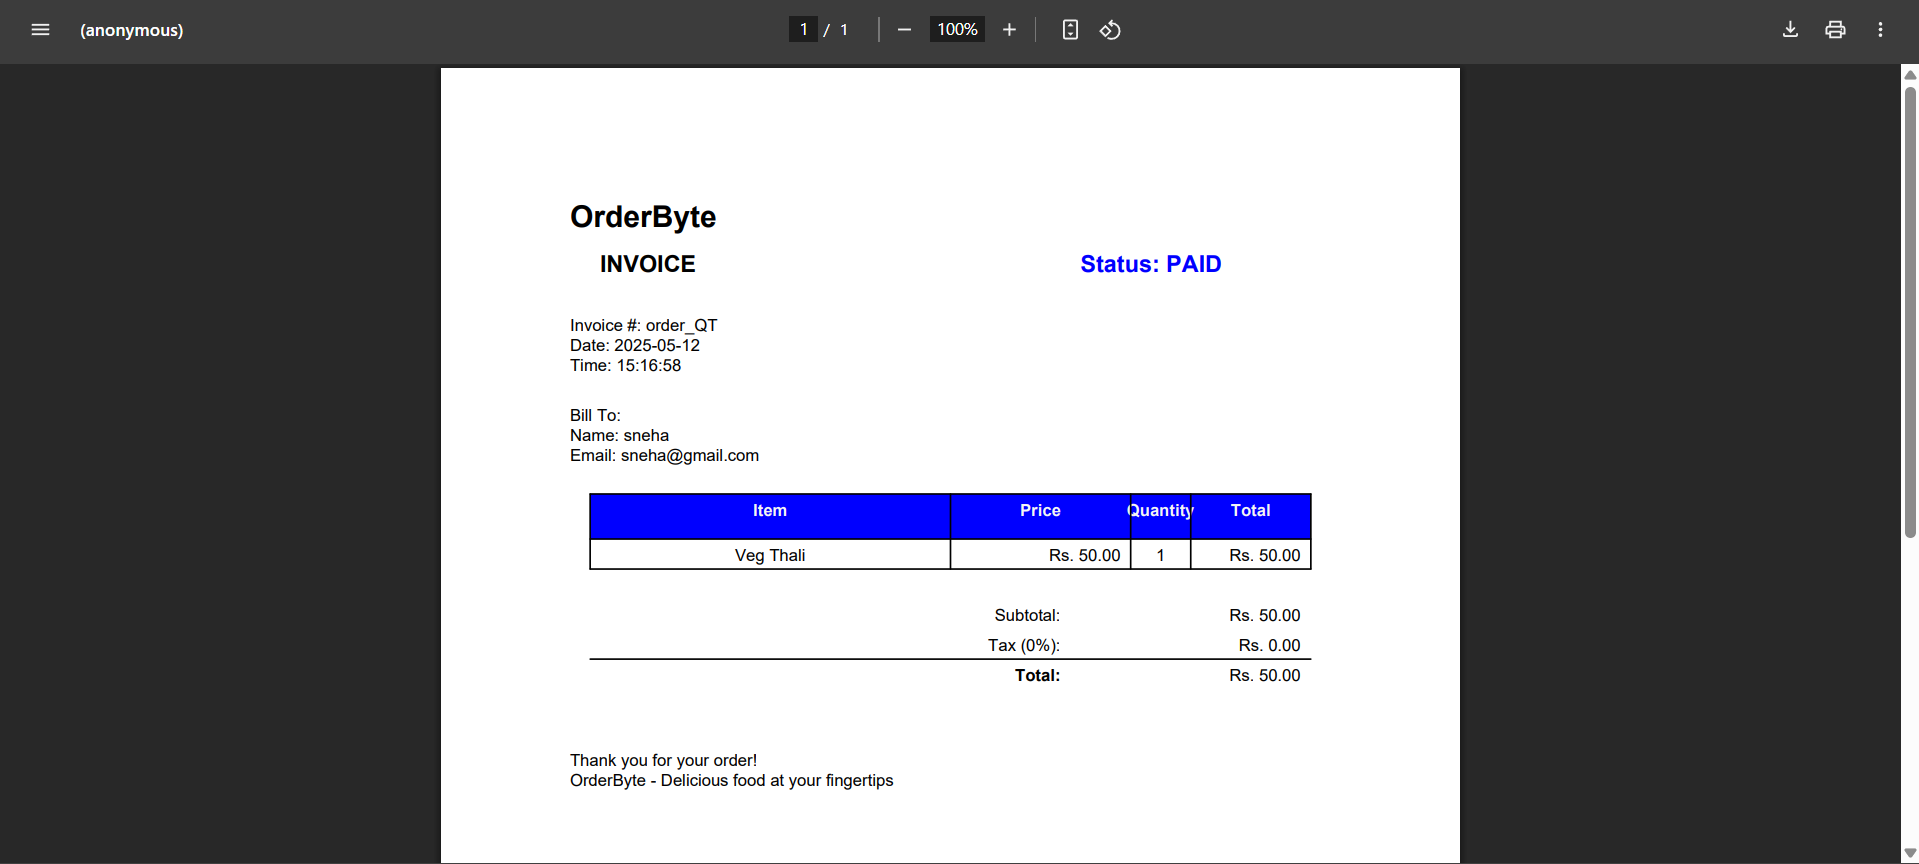 (anonymous)
1 / 1
100%
OrderByte
INVOICE Status: PAID
Invoice #: order_QT
Date: 2025-05-12
Time: 15:16:58
Bill To:
Name: sneha
Email: sneha@gmail.com
Item Price Quantity Total
Veg Thali Rs. 50.00 1 Rs. 50.00
Subtotal: Rs. 50.00
Tax (0%): Rs. 0.00
Total: Rs. 50.00
Thank you for your order!
OrderByte - Delicious food at your fingertips